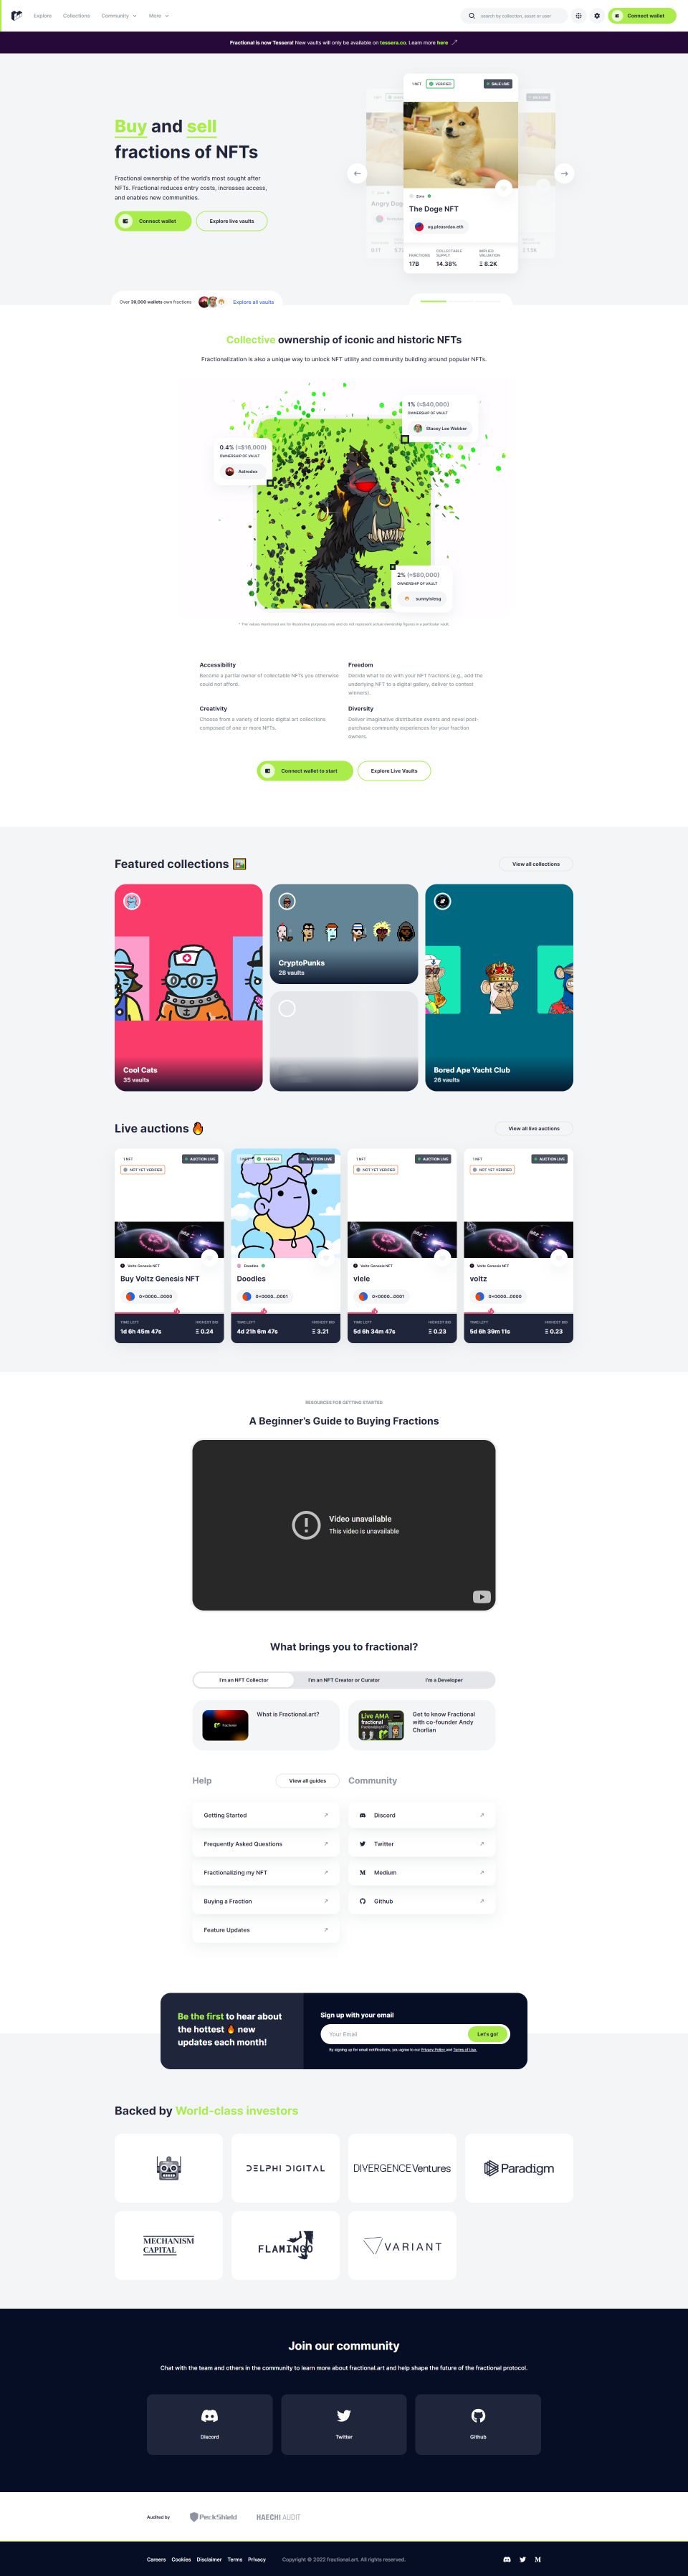 Explore Collections Community More
search by collection, asset or user
Connect wallet
Fractional is now Tessera! New vaults will only be available on tessera.co. Learn more here
Buy and sell
fractions of NFTs
Fractional ownership of the world's most sought after
NFTs. Fractional reduces entry costs, increases access,
and enables new communities.
Connect wallet
Explore live vaults
1 NFT
VERIFIED
SALE LIVE
Zora
The Doge NFT
og.pleasrdao.eth
FRACTIONS
COLLECTABLE SUPPLY
IMPLIED VALUATION
17B
14.38%
Ξ 8.2K
Angry Dog
Over 38,000 wallets own fractions
Explore all vaults
Collective ownership of iconic and historic NFTs
Fractionalization is also a unique way to unlock NFT utility and community building around popular NFTs.
1% (≈$40,000)
OWNERSHIP OF VAULT
Stacey Lee Webber
0.4% (≈$16,000)
OWNERSHIP OF VAULT
Astrodox
2% (≈$80,000)
OWNERSHIP OF VAULT
* The values mentioned are for illustrative purposes only and do not represent actual ownership figures in a particular vault.
Accessibility
Become a partial owner of collectable NFTs you otherwise
could not afford.
Freedom
Decide what to do with your NFT fractions (e.g., add the
underlying NFT to a digital gallery, deliver to contest
winners).
Creativity
Choose from a variety of iconic digital art collections
composed of one or more NFTs.
Diversity
Deliver imaginative distribution events and novel post-
purchase community experiences for your fraction
owners.
Connect wallet to start
Explore Live Vaults
Featured collections
View all collections
Cool Cats
35 vaults
CryptoPunks
28 vaults
Bored Ape Yacht Club
26 vaults
Live auctions
View all live auctions
1 NFT
AUCTION LIVE
NOT YET VERIFIED
Voltz Genesis NFT
Buy Voltz Genesis NFT
0×0000...0000
TIME LEFT
HIGHEST BID
1d 6h 45m 47s
Ξ 0.24
1 NFT
VERIFIED
AUCTION LIVE
Doodles
Doodles
0×0000...0001
TIME LEFT
HIGHEST BID
4d 21h 6m 47s
Ξ 3.21
1 NFT
AUCTION LIVE
NOT YET VERIFIED
Voltz Genesis NFT
vlele
0×0000...0001
TIME LEFT
HIGHEST BID
5d 6h 34m 47s
Ξ 0.23
1 NFT
AUCTION LIVE
NOT YET VERIFIED
Voltz Genesis NFT
voltz
0×0000...0000
TIME LEFT
HIGHEST BID
5d 6h 39m 11s
Ξ 0.23
RESOURCES FOR GETTING STARTED
A Beginner's Guide to Buying Fractions
Video unavailable
This video is unavailable
What brings you to fractional?
I'm an NFT Collector
I'm an NFT Creator or Curator
I'm a Developer
What is Fractional.art?
Live AMA
fractional
Get to know Fractional
with co-founder Andy
Chorlian
Help
View all guides
Getting Started
Frequently Asked Questions
Fractionalizing my NFT
Buying a Fraction
Feature Updates
Community
Discord
Twitter
Medium
Github
Be the first to hear about
the hottest new
updates each month!
Sign up with your email
Your Email
Let's go!
By signing up for email notifications, you agree to our Privacy Policy and Terms of Use.
Backed by World-class investors
DELPHI DIGITAL
DIVERGENCE Ventures
Paradigm
MECHANISM
CAPITAL
FLAMINGO
VARIANT
Join our community
Chat with the team and others in the community to learn more about fractional.art and help shape the future of the fractional protocol.
Discord
Twitter
Github
Audited by
PeckShield
HAECHI AUDIT
Careers Cookies Disclaimer Terms Privacy
Copyright © 2022 fractional.art. All rights reserved.